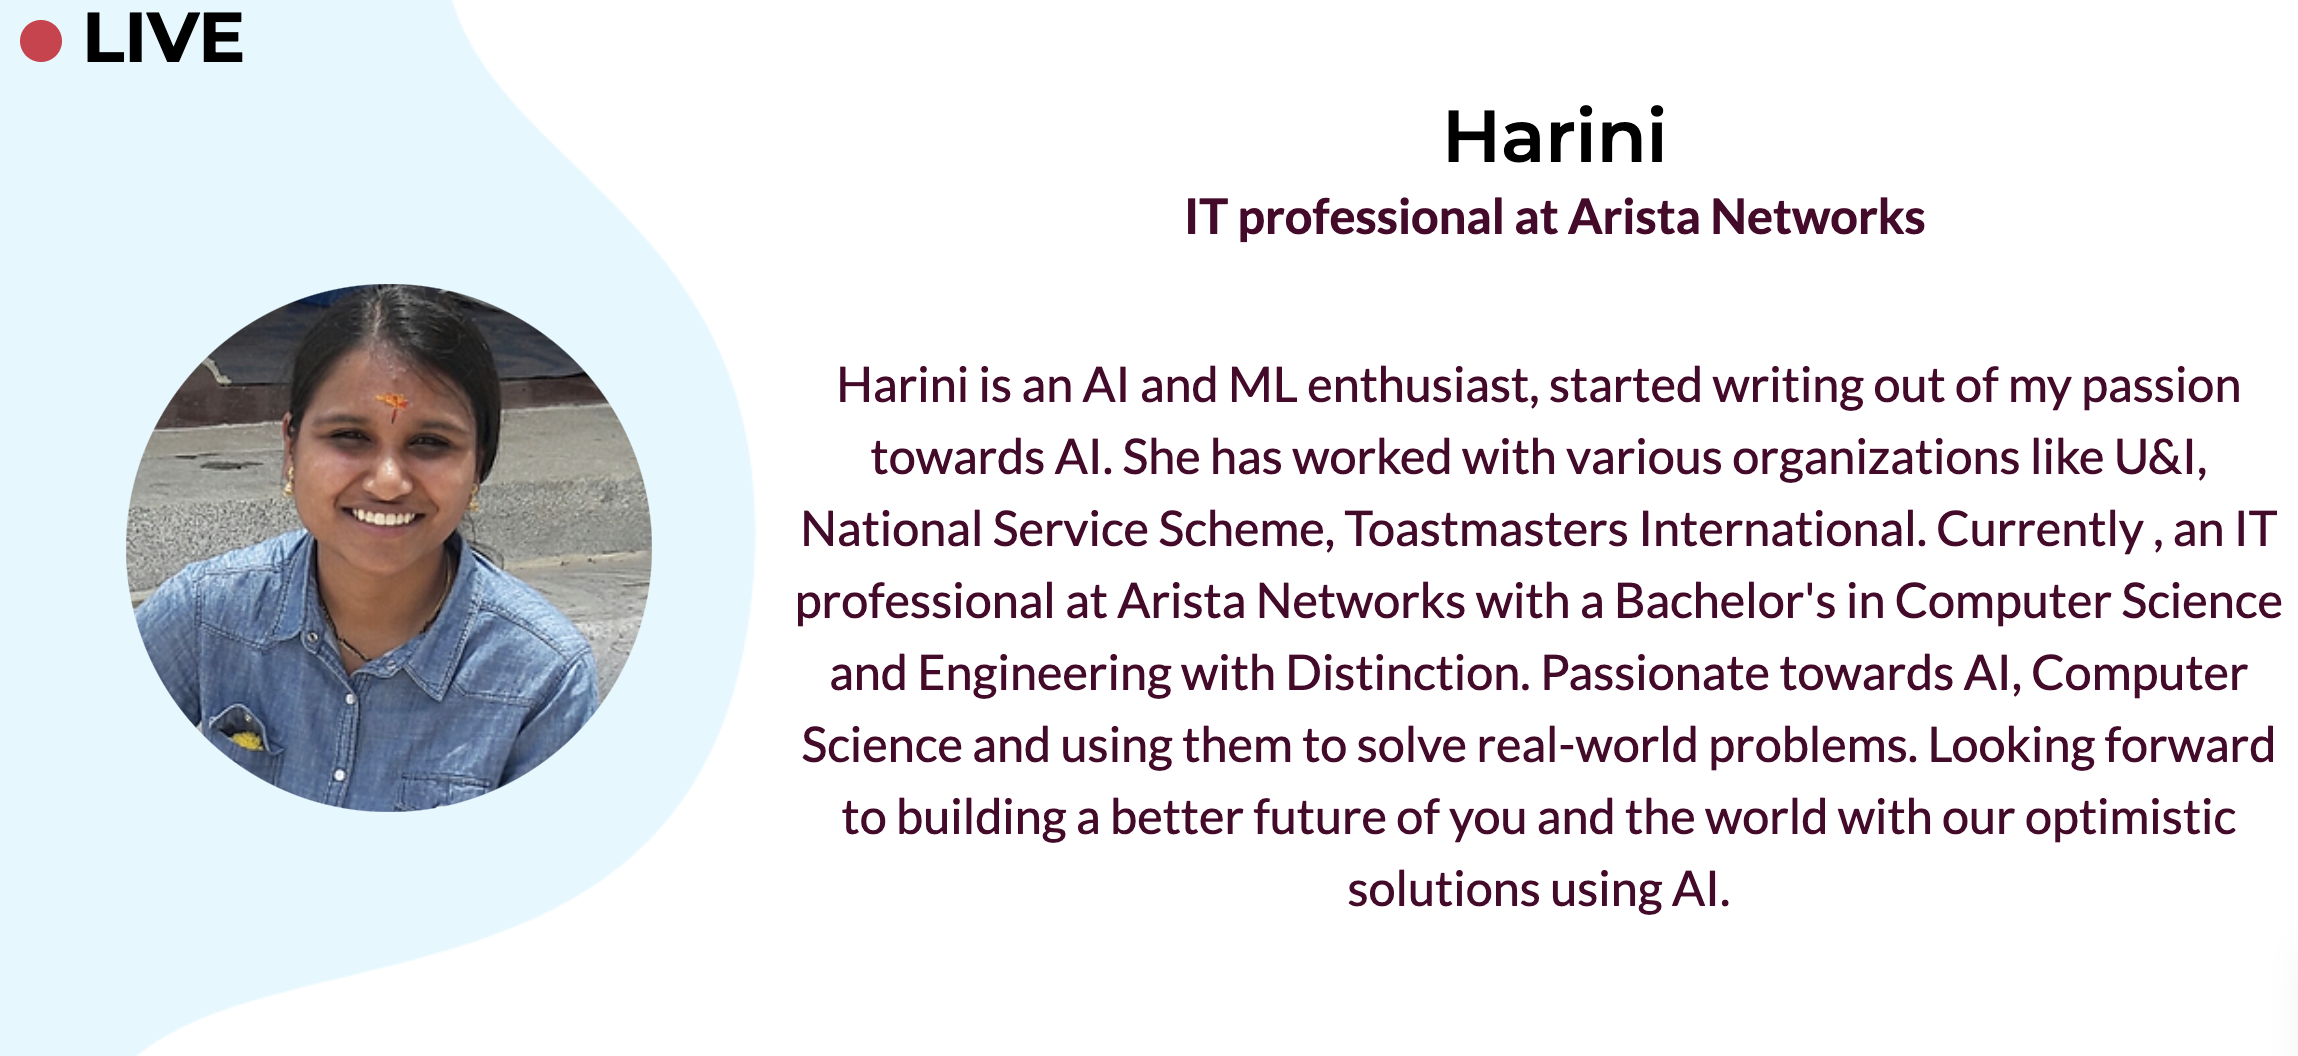 LIVE
Harini
IT professional at Arista Networks
Harini is an AI and ML enthusiast, started writing out of my passion
towards AI. She has worked with various organizations like U&I,
National Service Scheme, Toastmasters International. Currently , an IT
professional at Arista Networks with a Bachelor's in Computer Science
and Engineering with Distinction. Passionate towards AI, Computer
Science and using them to solve real-world problems. Looking forward
to building a better future of you and the world with our optimistic
solutions using AI.